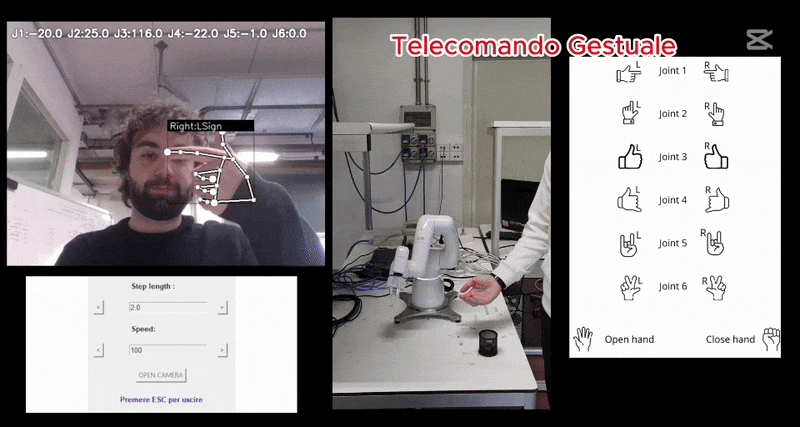 J1:-20.0 J2:25.0 J3:116.0 J4:-22.0 J5:-1.0 J6:0.0
Telecomando Gestuale
Right:LSign
L Joint 1 R
L Joint 2 R
L Joint 3 R
L Joint 4 R
L Joint 5 R
L Joint 6 R
Open hand Close hand
Step length :
< 2.0 >
Speed:
< 100 >
OPEN CAMERA
Premere ESC per uscire